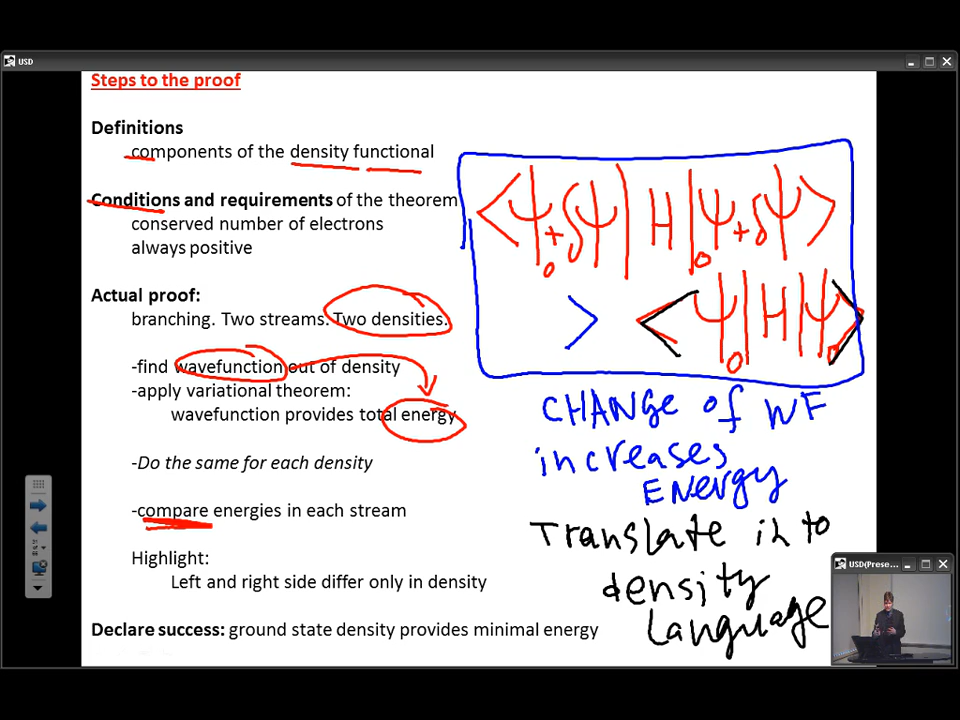 USD
Steps to the proof
Definitions
components of the density functional
Conditions and requirements of the theorem
conserved number of electrons
always positive
Actual proof:
branching. Two streams. Two densities.
-find wavefunction out of density
-apply variational theorem:
wavefunction provides total energy
-Do the same for each density
-compare energies in each stream
Highlight:
Left and right side differ only in density
Declare success: ground state density provides minimal energy
<Ψ₀+δΨ|H|Ψ₀+δΨ>
> <Ψ₀|H|Ψ₀>
CHANGe of WF
increases
ENergy
Translate it to
density
Language
USD(Prese...